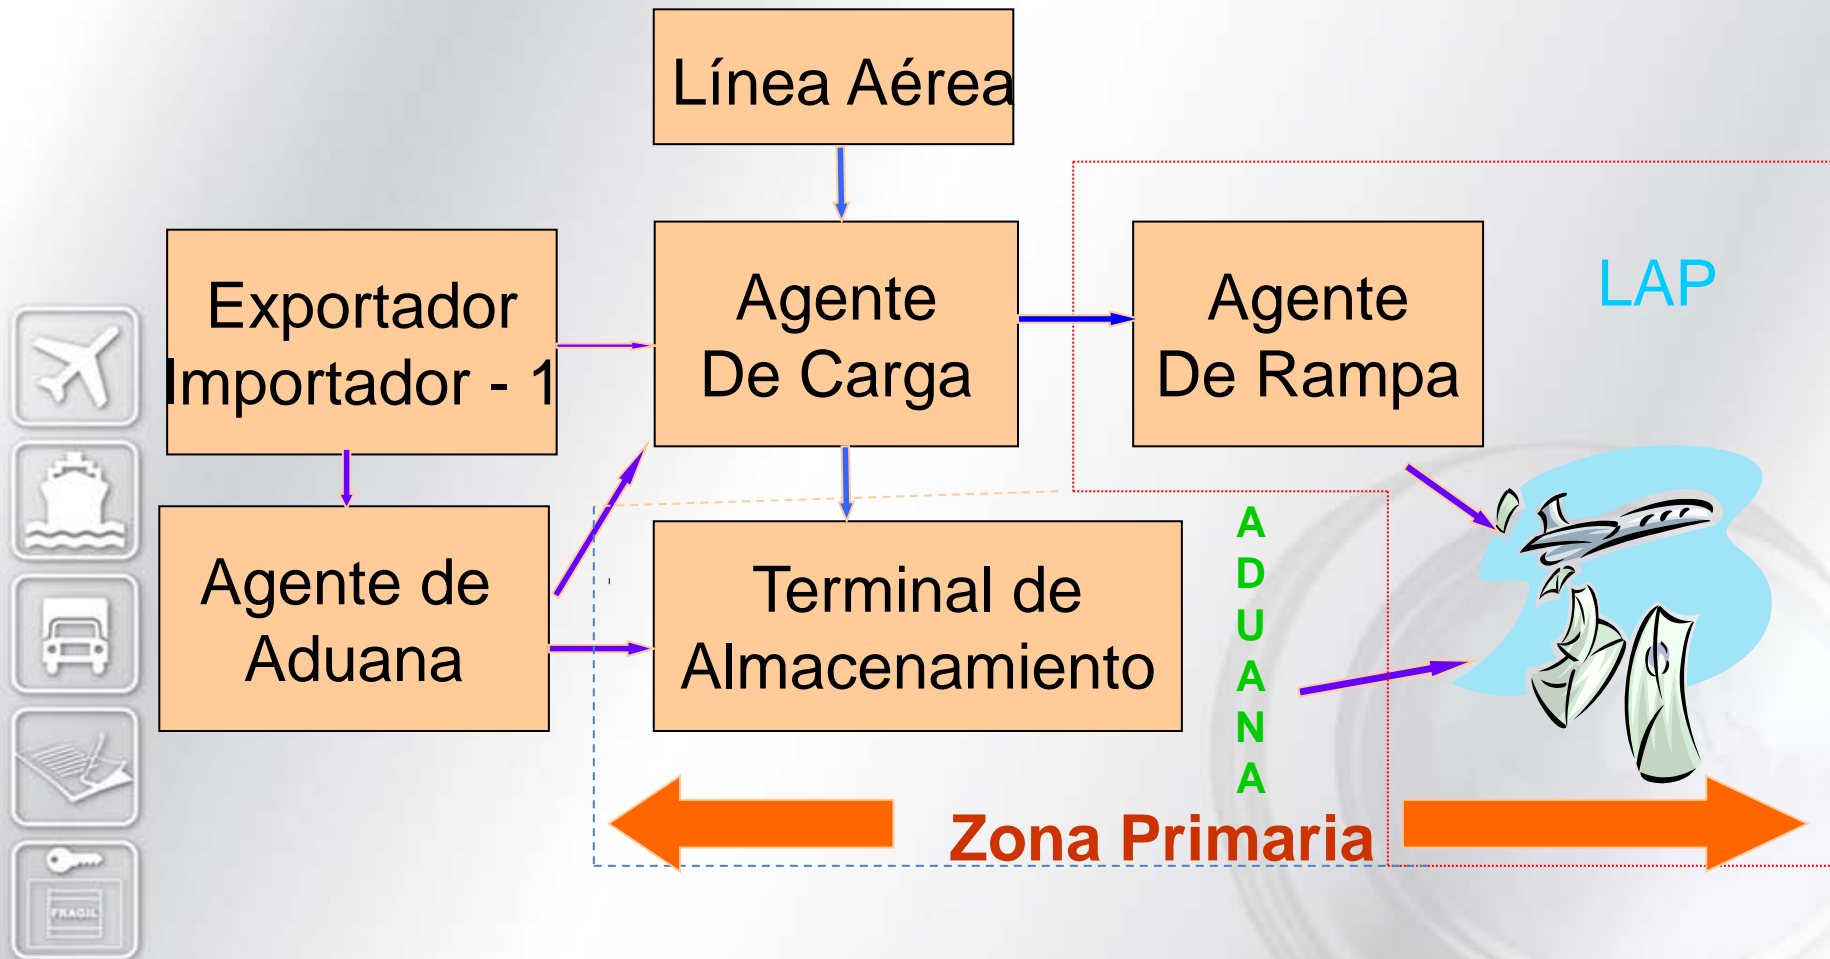 Línea Aérea
Exportador
Importador - 1
Agente
De Carga
Agente
De Rampa
LAP
Agente de
Aduana
Terminal de
Almacenamiento
A
D
U
A
N
A
Zona Primaria
FRAGIL